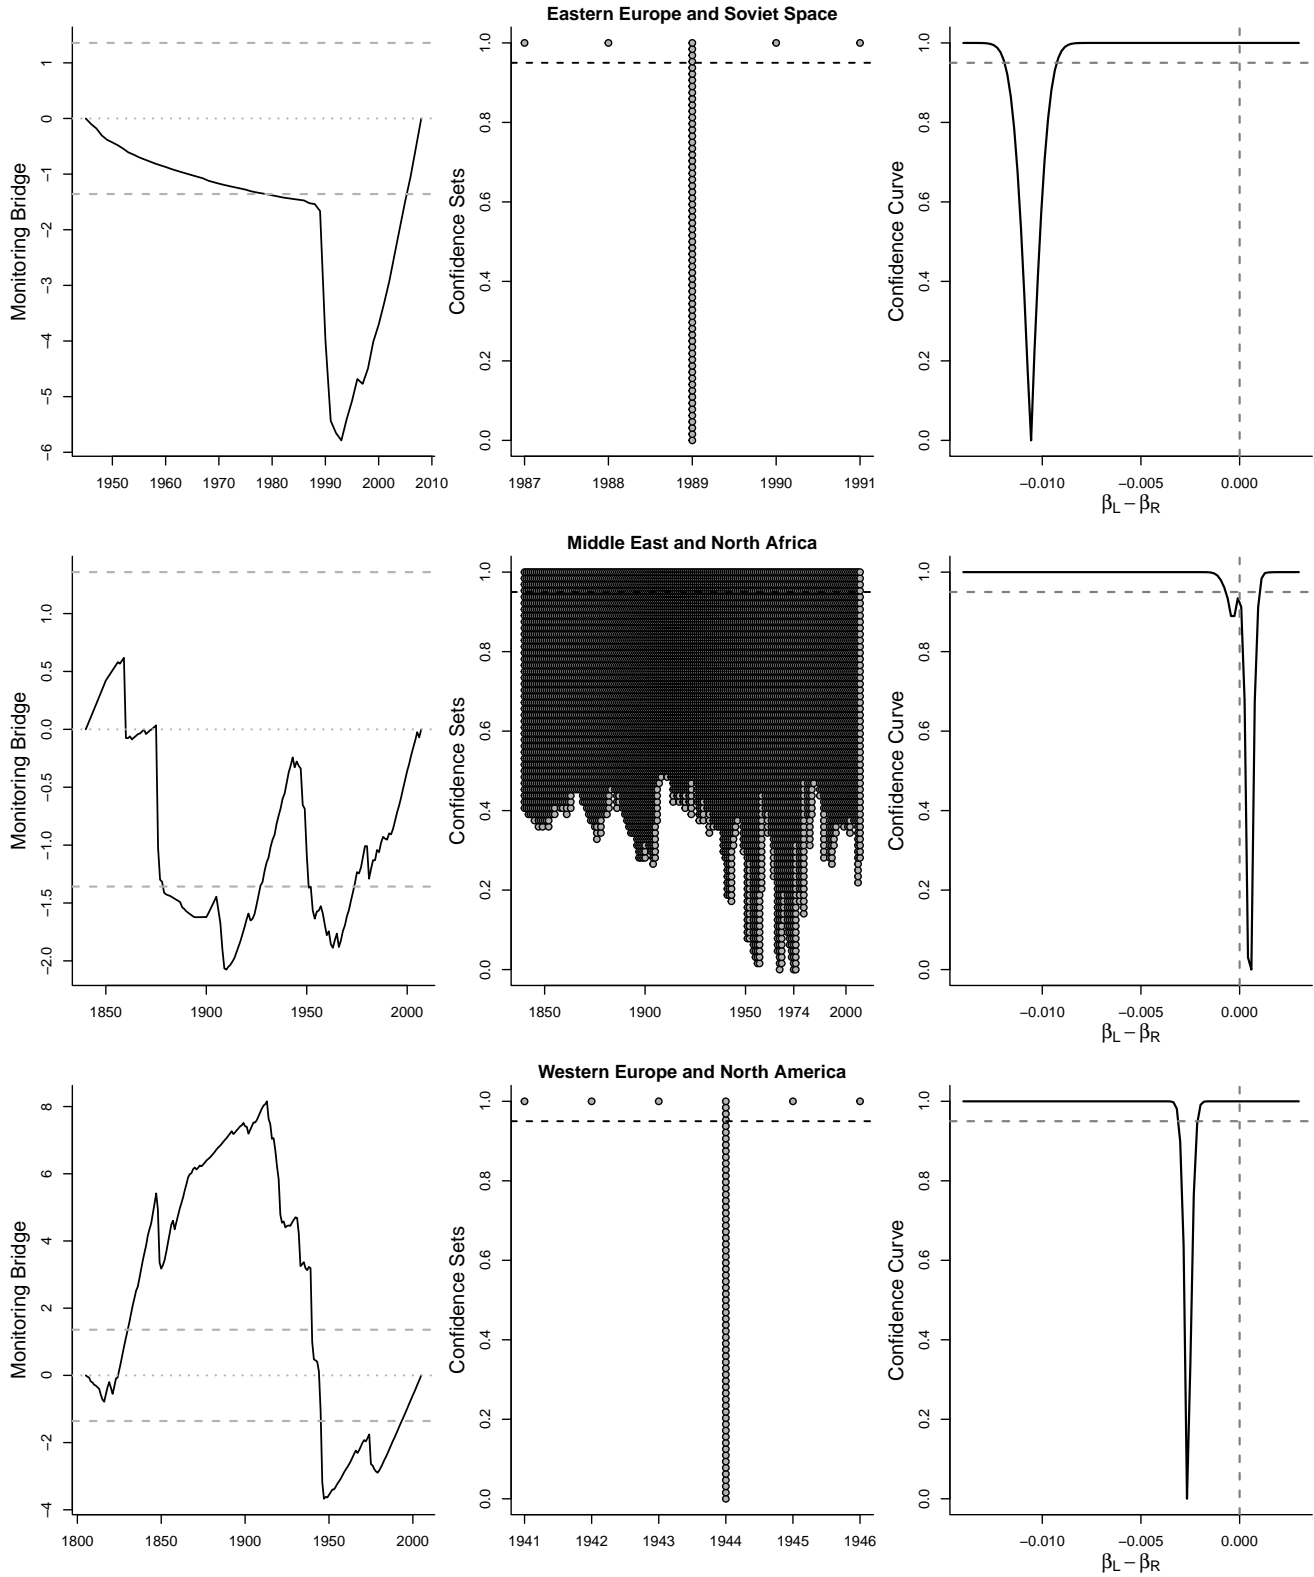 Eastern Europe and Soviet Space
Monitoring Bridge
1
0
−1
−2
−3
−4
−5
−6
1950 1960 1970 1980 1990 2000 2010
Confidence Sets
1.0
0.8
0.6
0.4
0.2
0.0
1987 1988 1989 1990 1991
Confidence Curve
1.0
0.8
0.6
0.4
0.2
0.0
−0.010 −0.005 0.000
βL − βR
Middle East and North Africa
Monitoring Bridge
1.0
0.5
0.0
−0.5
−1.0
−1.5
−2.0
1850 1900 1950 2000
Confidence Sets
1.0
0.8
0.6
0.4
0.2
0.0
1850 1900 1950 1974 2000
Confidence Curve
1.0
0.8
0.6
0.4
0.2
0.0
−0.010 −0.005 0.000
βL − βR
Western Europe and North America
Monitoring Bridge
8
6
4
2
0
−2
−4
1800 1850 1900 1950 2000
Confidence Sets
1.0
0.8
0.6
0.4
0.2
0.0
1941 1942 1943 1944 1945 1946
Confidence Curve
1.0
0.8
0.6
0.4
0.2
0.0
−0.010 −0.005 0.000
βL − βR